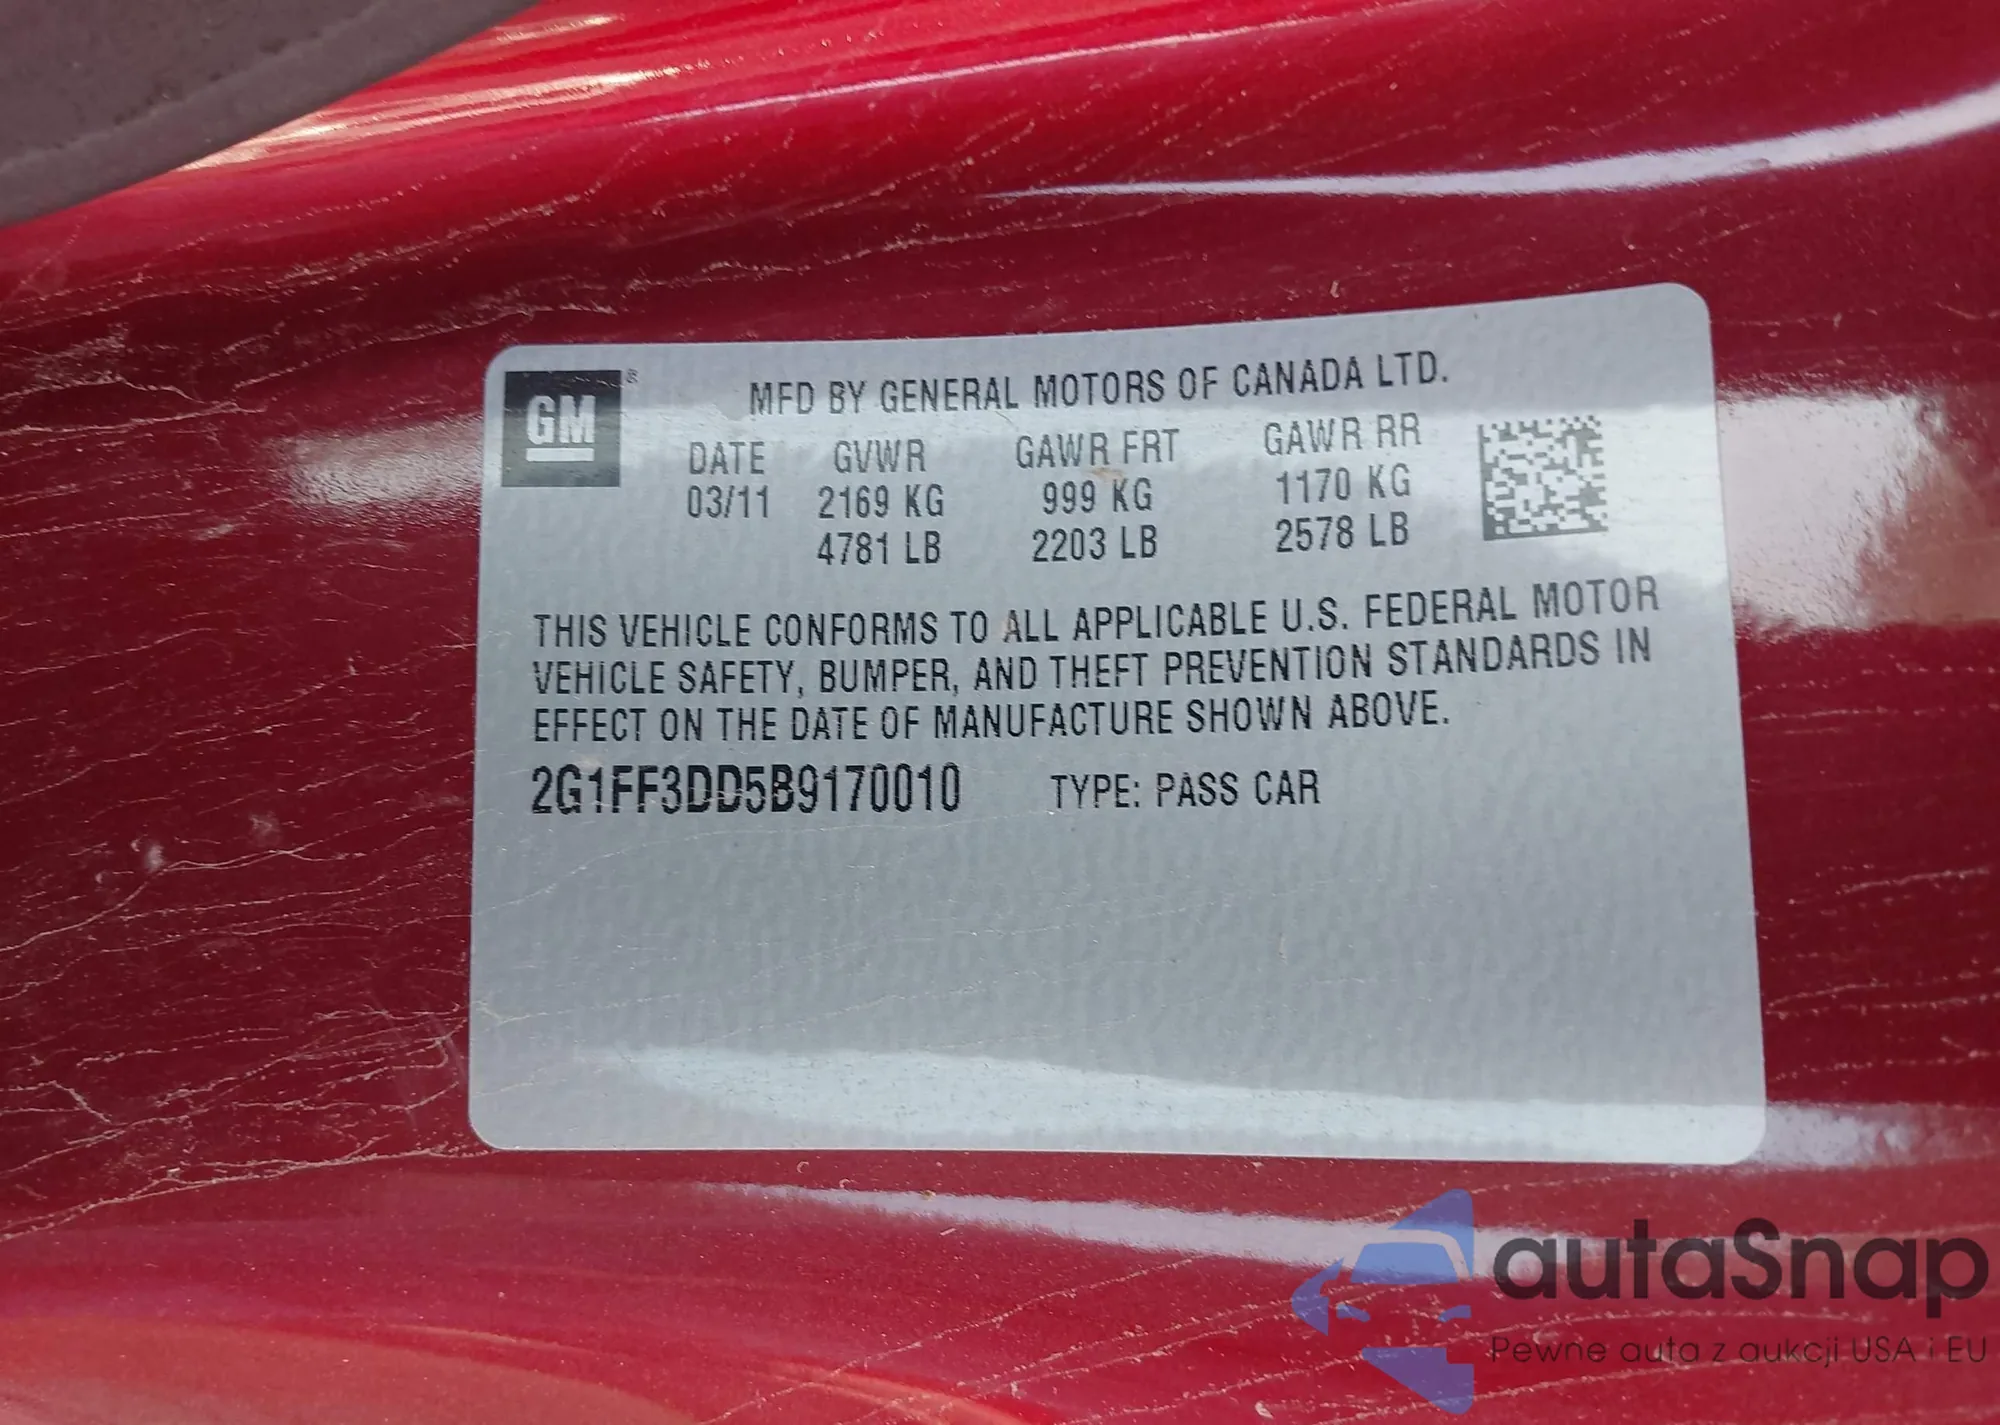 GM ®
MFD BY GENERAL MOTORS OF CANADA LTD.
DATE GVWR GAWR FRT GAWR RR
03/11 2169 KG 999 KG 1170 KG
4781 LB 2203 LB 2578 LB
THIS VEHICLE CONFORMS TO ALL APPLICABLE U.S. FEDERAL MOTOR
VEHICLE SAFETY, BUMPER, AND THEFT PREVENTION STANDARDS IN
EFFECT ON THE DATE OF MANUFACTURE SHOWN ABOVE.
2G1FF3DD5B9170010 TYPE: PASS CAR
autaSnap
Pewne auta z aukcji USA i EU